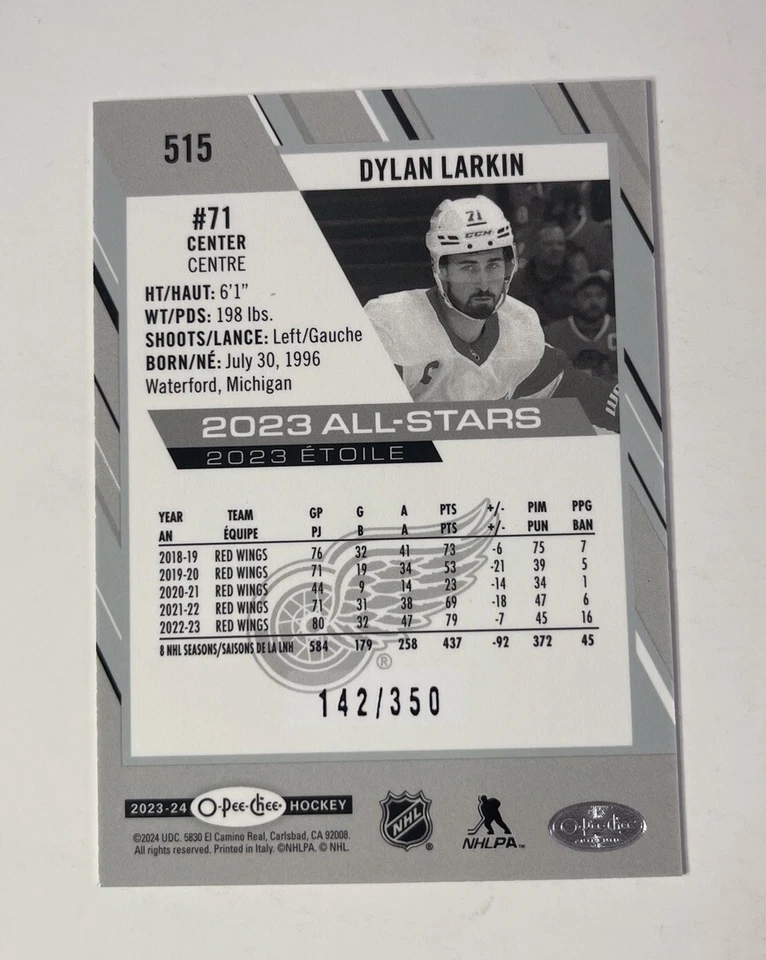 515
DYLAN LARKIN
71
CCM
C
#71
CENTER
CENTRE
HT/HAUT: 6'1"
WT/PDS: 198 lbs.
SHOOTS/LANCE: Left/Gauche
BORN/NÉ: July 30, 1996
Waterford, Michigan
2023 ALL-STARS
2023 ÉTOILE
YEAR TEAM GP G A PTS +/- PIM PPG
AN ÉQUIPE PJ B A PTS +/- PUN BAN
2018-19 RED WINGS 76 32 41 73 -6 75 7
2019-20 RED WINGS 71 19 34 53 -21 39 5
2020-21 RED WINGS 44 9 14 23 -14 34 1
2021-22 RED WINGS 71 31 38 69 -18 47 6
2022-23 RED WINGS 80 32 47 79 -7 45 16
8 NHL SEASONS/SAISONS DE LA LNH 584 179 258 437 -92 372 45
®
142/350
2023-24 O-Pee-Chee® HOCKEY
©2024 UDC. 5830 El Camino Real, Carlsbad, CA 92008.
All rights reserved. Printed in Italy. ©NHLPA. © NHL.
NHL®
NHLPA™
O-Pee-Chee